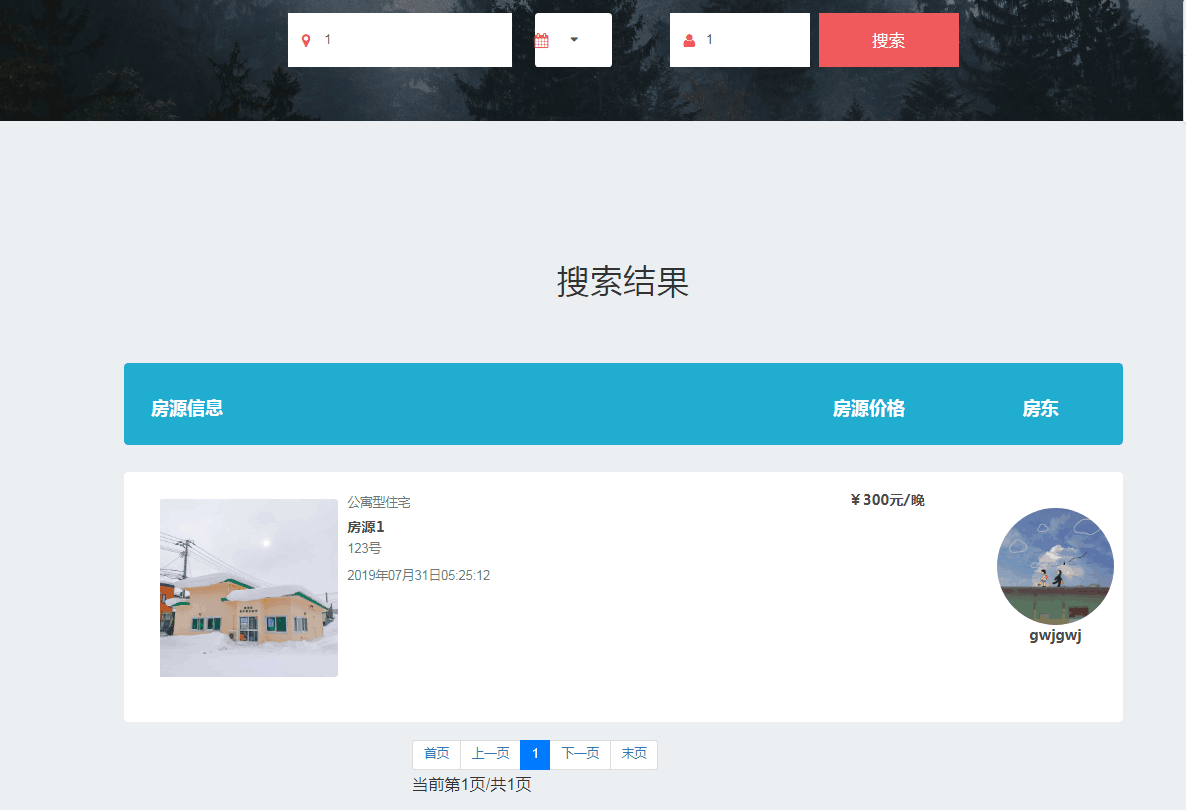 1
1
搜索
搜索结果
房源信息 房源价格 房东
公寓型住宅
房源1
123号
2019年07月31日05:25:12
¥300元/晚
gwjgwj
首页 上一页 1 下一页 末页
当前第1页/共1页